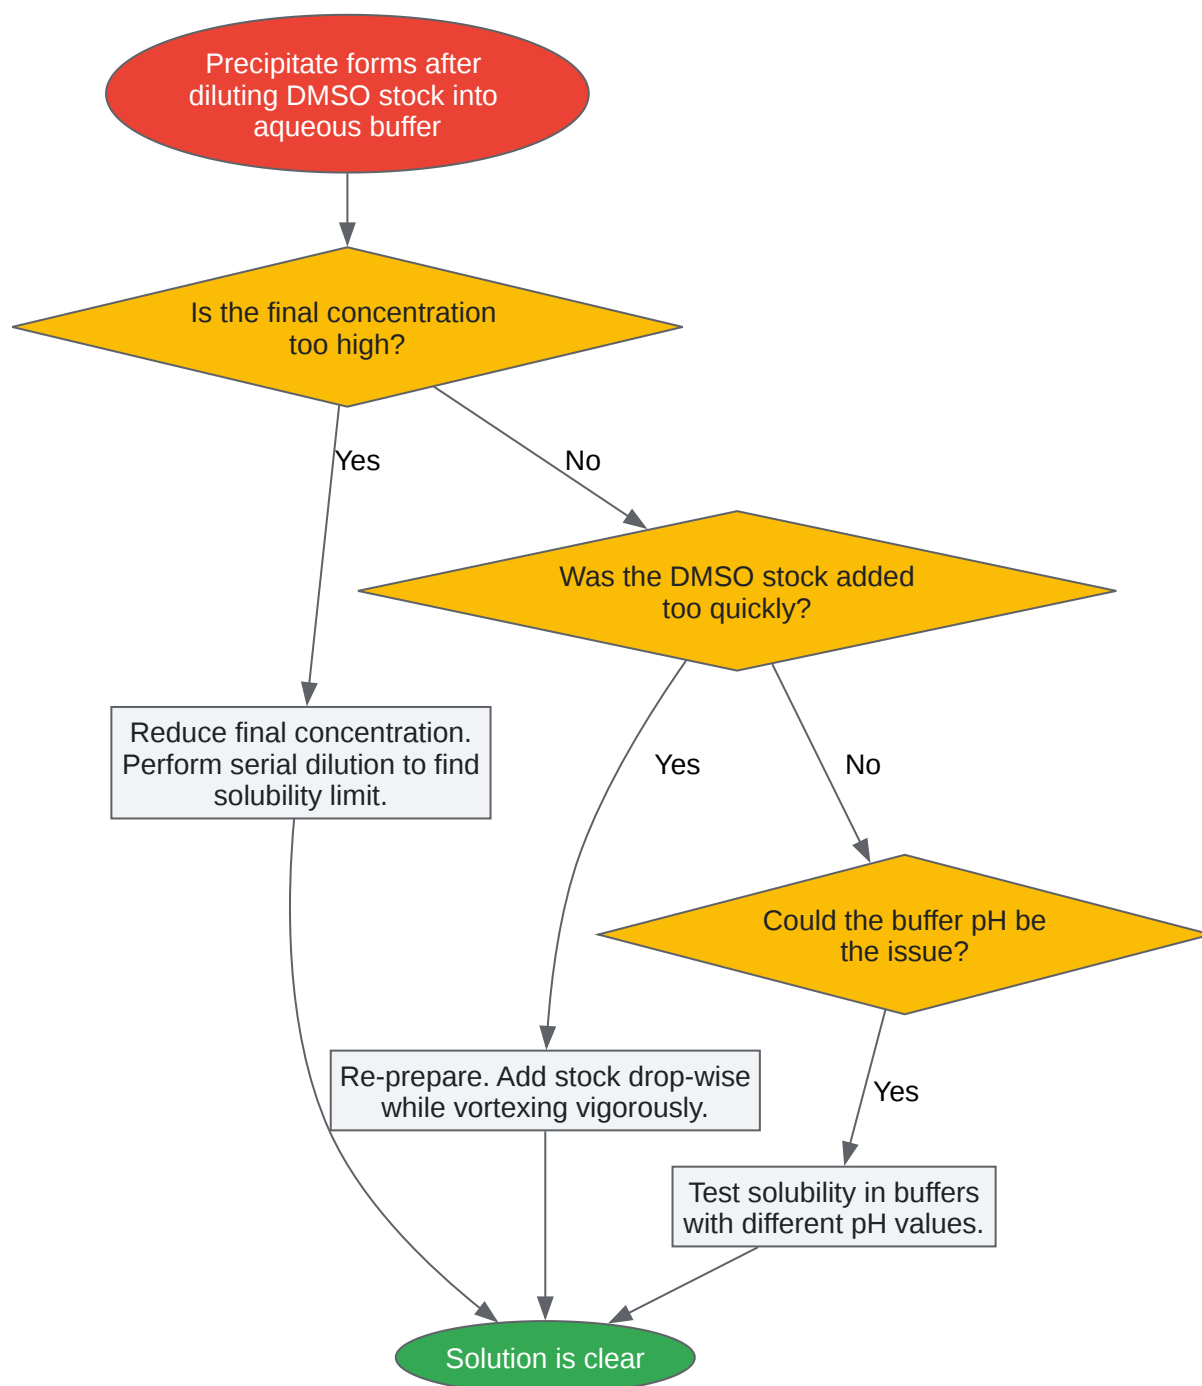 Precipitate forms after
diluting DMSO stock into
aqueous buffer
Is the final concentration
too high?
Yes
No
Was the DMSO stock added
too quickly?
Reduce final concentration.
Perform serial dilution to find
solubility limit.
Yes
No
Could the buffer pH be
the issue?
Re-prepare. Add stock drop-wise
while vortexing vigorously.
Yes
Test solubility in buffers
with different pH values.
Solution is clear